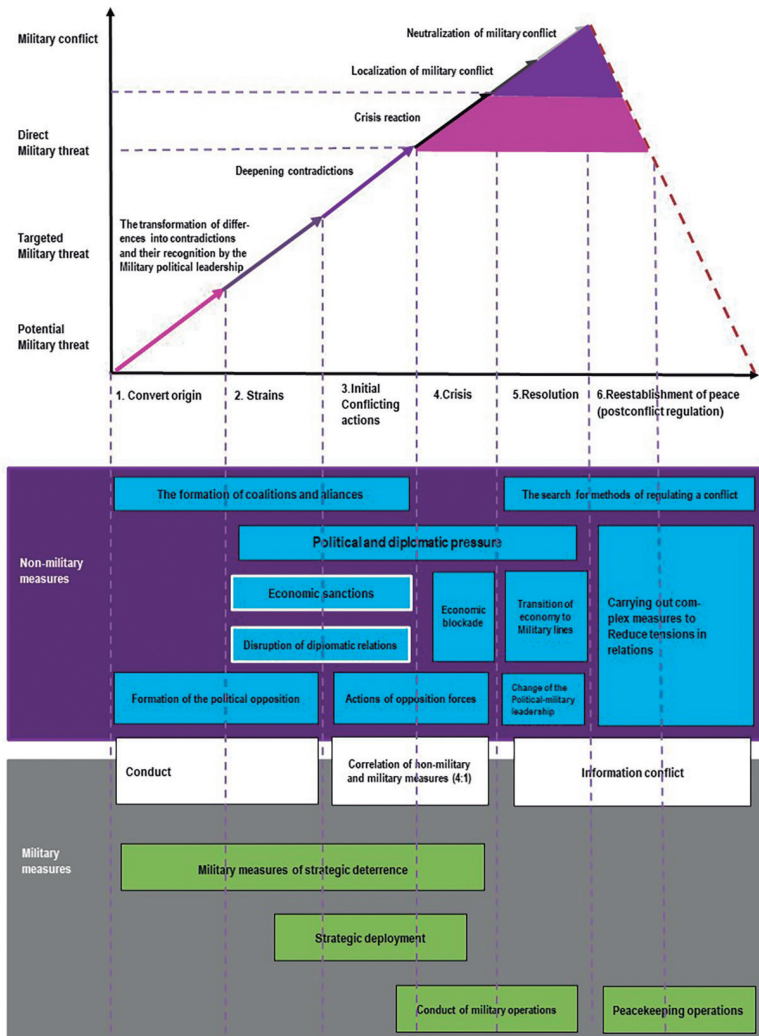 Military conflict
Neutralization of military conflict
Localization of military conflict
Crisis reaction
Direct
Military threat
Deepening contradictions
The transformation of differ-
ences into contradictions
and their recognition by the
Military political leadership
Targeted
Military threat
Potential
Military threat
1. Convert origin
2. Strains
3.Initial
Conflicting
actions
4.Crisis
5.Resolution
6.Reestablishment of peace
(postconflict regulation)
The formation of coalitions and aliances
The search for methods of regulating a conflict
Political and diplomatic pressure
Non-military
measures
Economic sanctions
Economic
blockade
Transition of
economy to
Military lines
Carrying out com-
plex measures to
Reduce tensions in
relations
Disruption of diplomatic relations
Formation of the political opposition
Actions of opposition forces
Change of the
Political-military
leadership
Conduct
Correlation of non-military
and military measures (4:1)
Information conflict
Military
measures
Military measures of strategic deterrence
Strategic deployment
Conduct of military operations
Peacekeeping operations